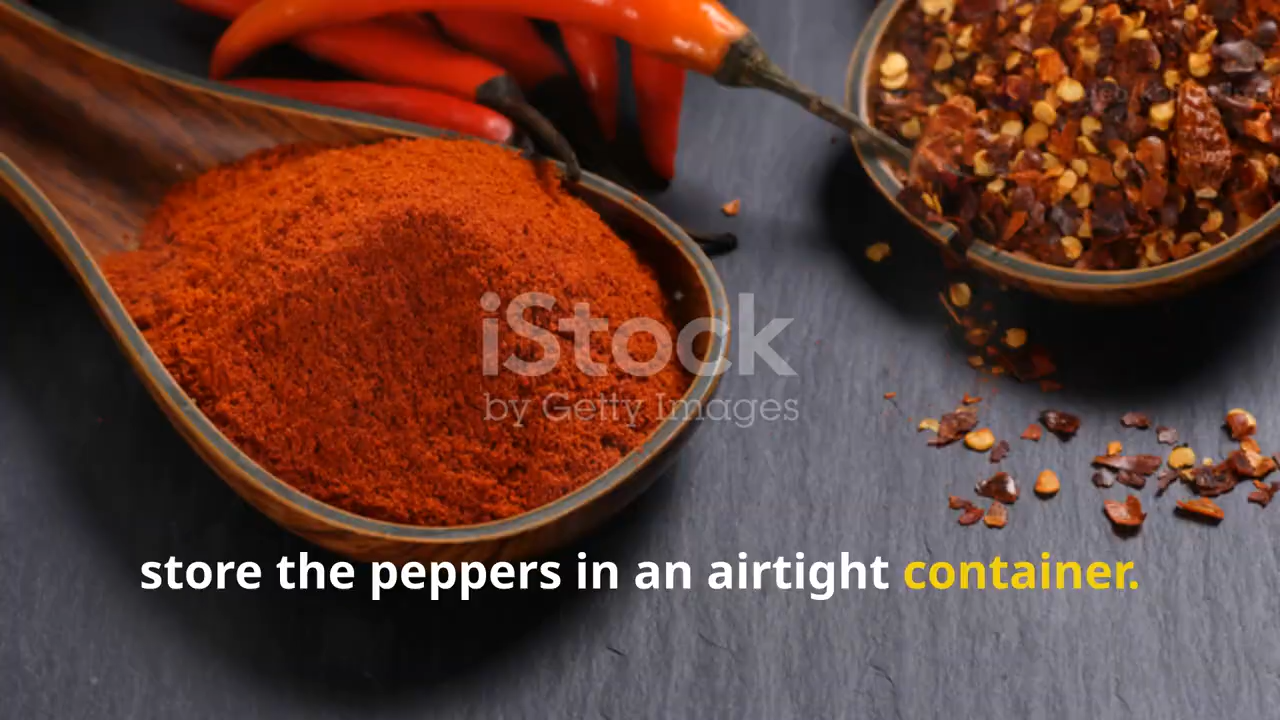 iStock
by Getty Images
store the peppers in an airtight container.